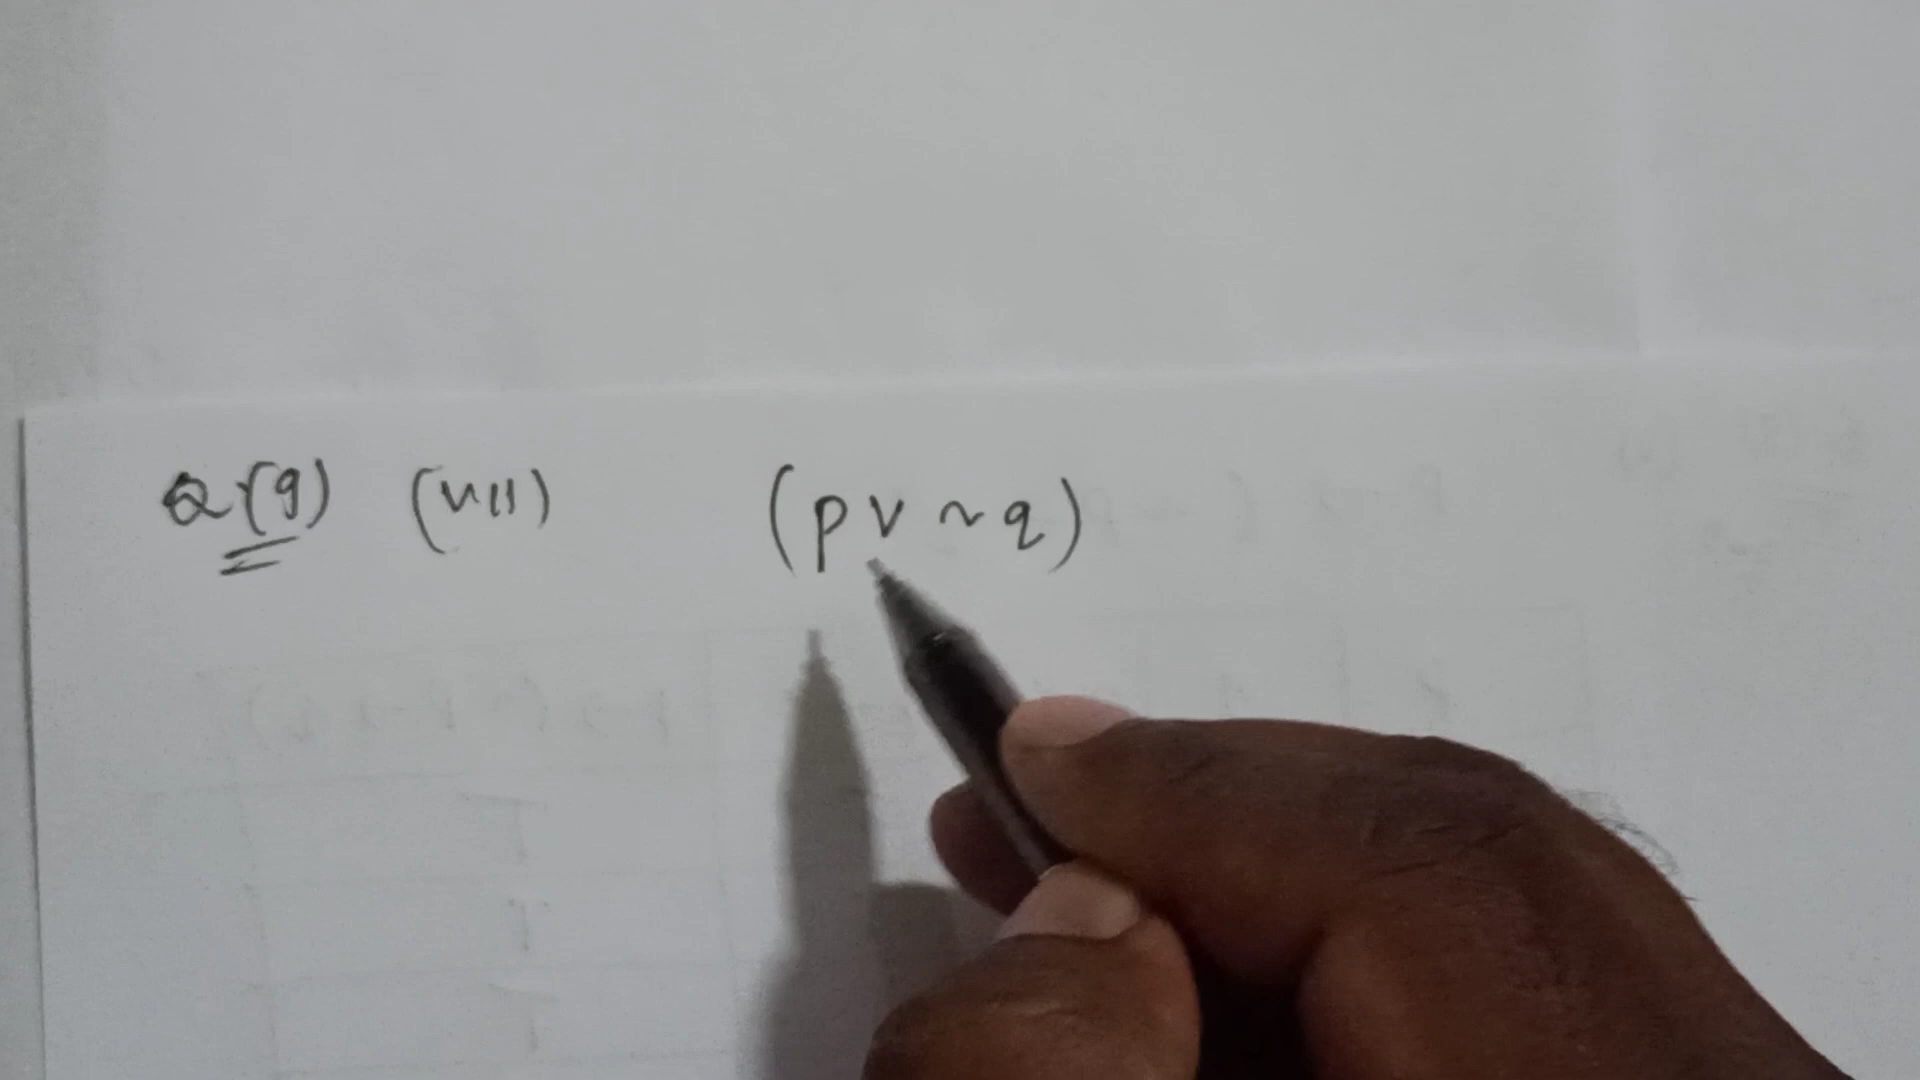 Q.(9) (vii) (p ∨ ~ q)